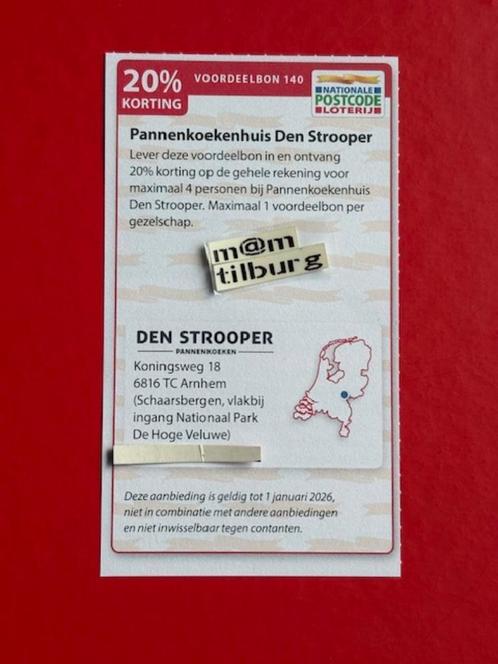 20%
KORTING
VOORDEELBON 140
NATIONALE
POSTCODE
LOTERIJ
Pannenkoekenhuis Den Strooper
Lever deze voordeelbon in en ontvang
20% korting op de gehele rekening voor
maximaal 4 personen bij Pannenkoekenhuis
Den Strooper. Maximaal 1 voordeelbon per
gezelschap.
m@m
tilburg
DEN STROOPER
PANNENKOEKEN
Koningsweg 18
6816 TC Arnhem
(Schaarsbergen, vlakbij
ingang Nationaal Park
De Hoge Veluwe)
Deze aanbieding is geldig tot 1 januari 2026,
niet in combinatie met andere aanbiedingen
en niet inwisselbaar tegen contanten.